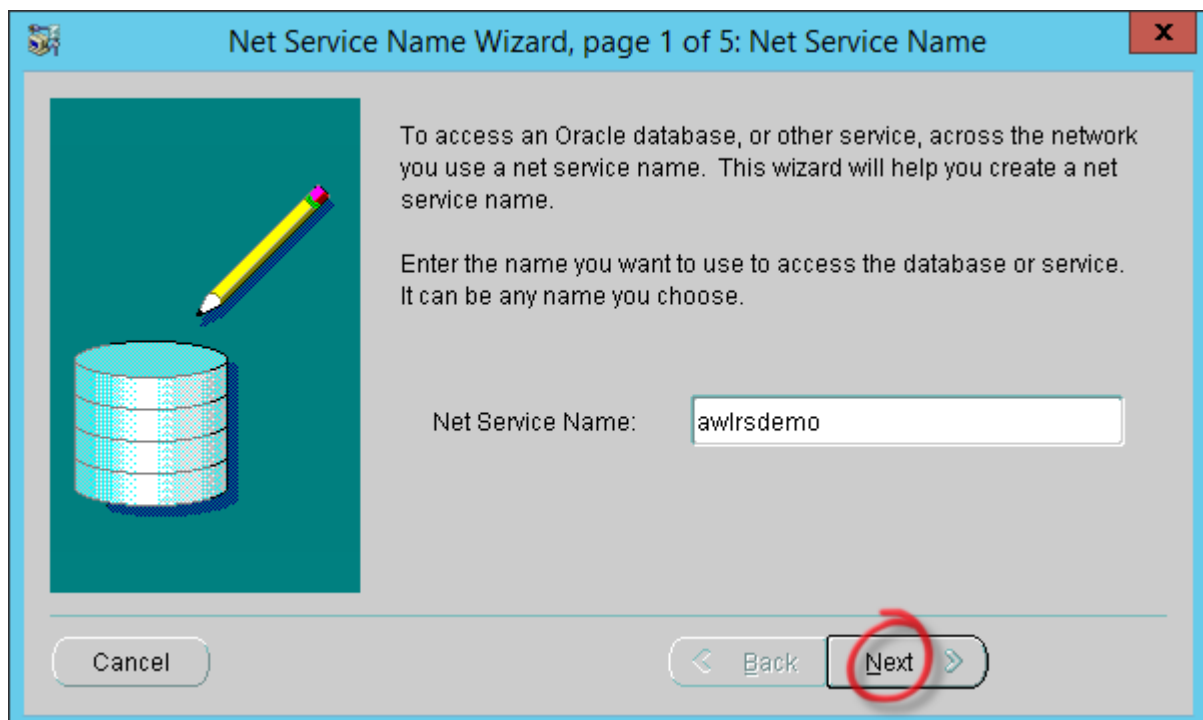 Net Service Name Wizard, page 1 of 5: Net Service Name
x
To access an Oracle database, or other service, across the network
you use a net service name. This wizard will help you create a net
service name.
Enter the name you want to use to access the database or service.
It can be any name you choose.
Net Service Name: awlrsdemo
Cancel Back Next